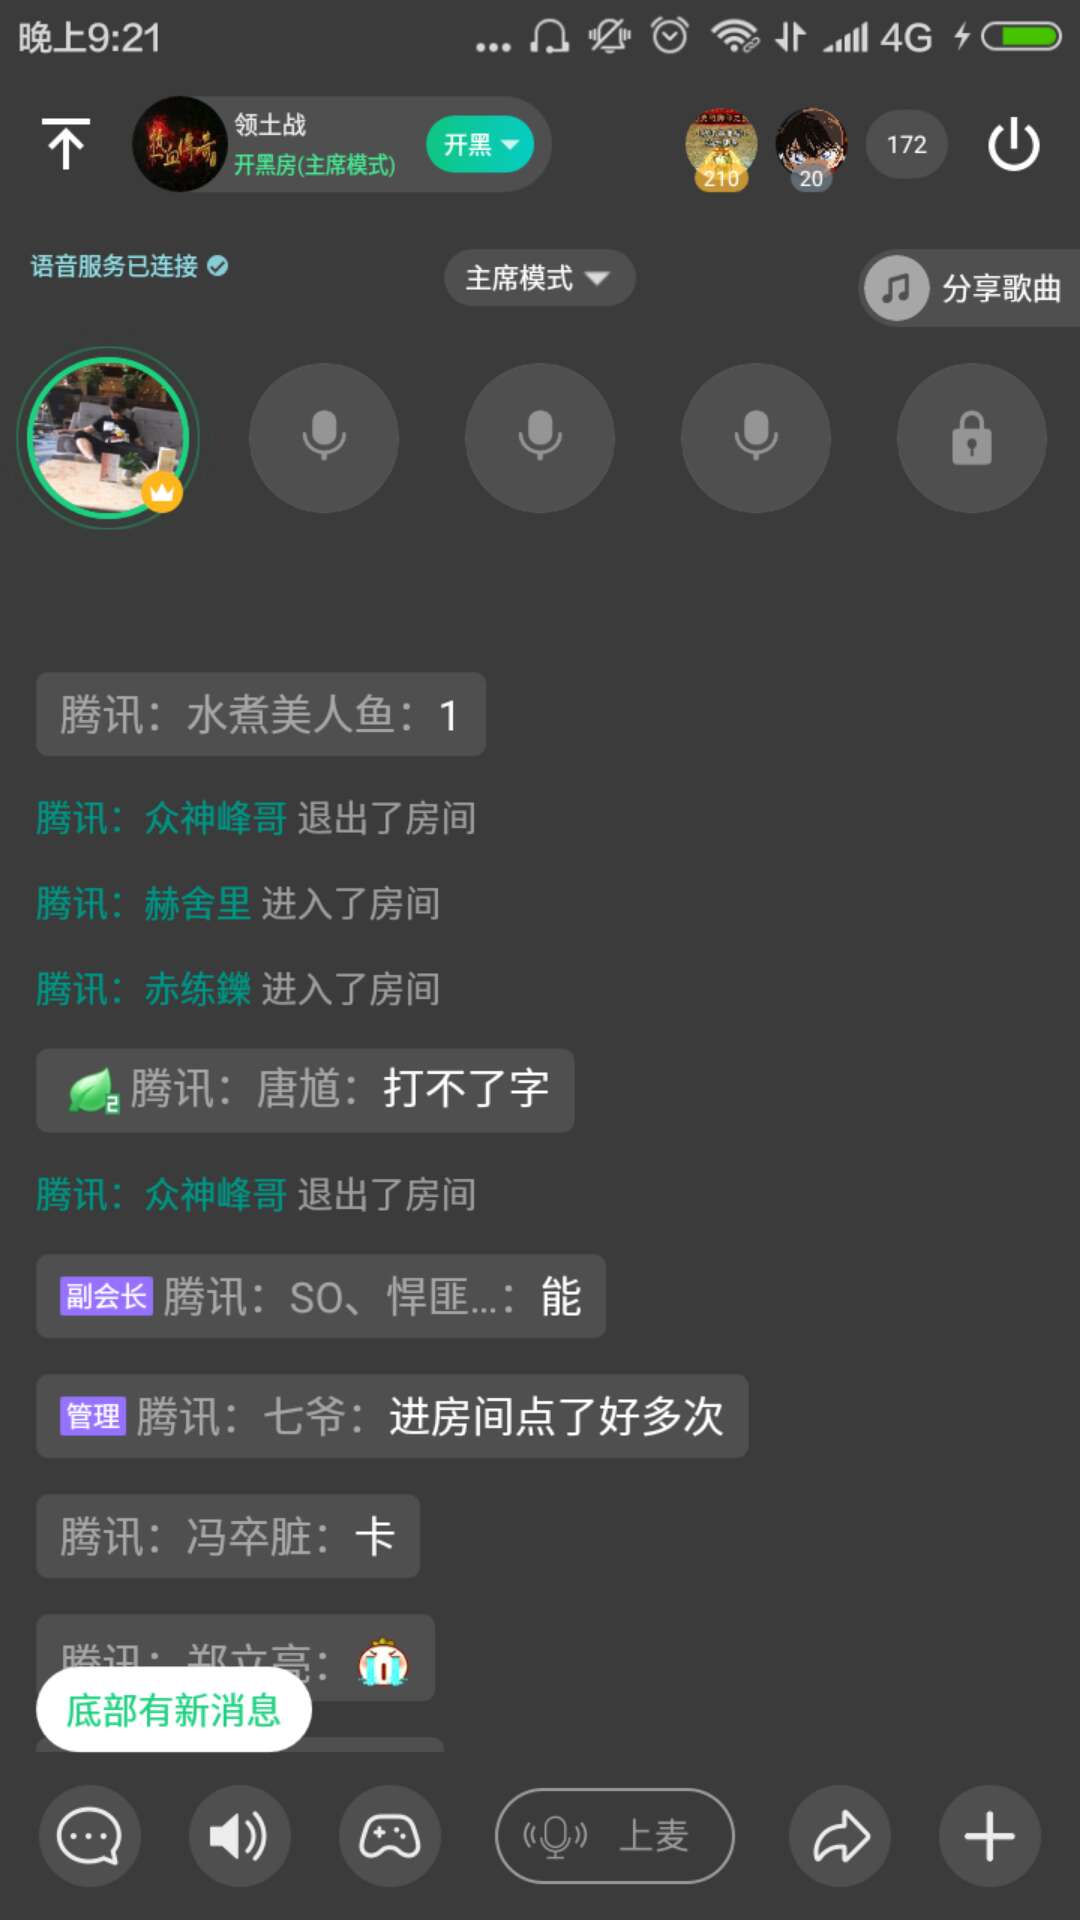 晚上9:21
4G
热血传奇
领土战
开黑房(主席模式)
开黑
210
20
172
语音服务已连接
主席模式
分享歌曲
腾讯：水煮美人鱼：1
腾讯：众神峰哥 退出了房间
腾讯：赫舍里 进入了房间
腾讯：赤练鑠 进入了房间
2 腾讯：唐馗：打不了字
腾讯：众神峰哥 退出了房间
副会长 腾讯：SO、悍匪...：能
管理 腾讯：七爷：进房间点了好多次
腾讯：冯卒脏：卡
腾讯：郑立亮：
底部有新消息
上麦